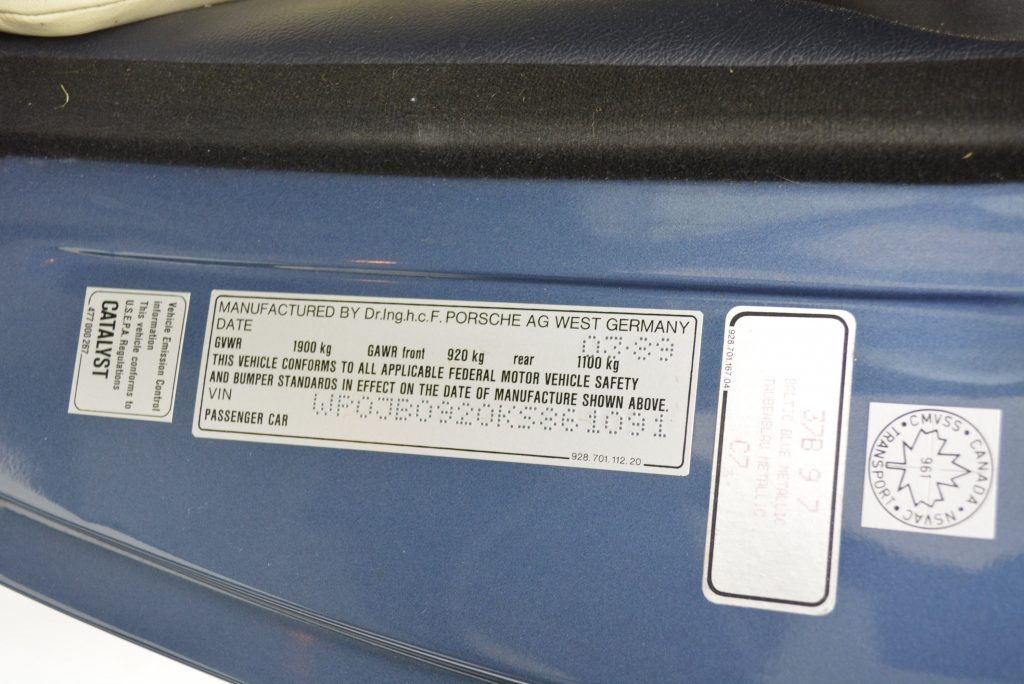 Vehicle Emission Control
information
This vehicle conforms to
U.S.E.P.A. Regulations
CATALYST
477 000 267.
MANUFACTURED BY Dr.Ing.h.c.F. PORSCHE AG WEST GERMANY
DATE
GVWR 1900 kg GAWR front 920 kg rear 1100 kg
THIS VEHICLE CONFORMS TO ALL APPLICABLE FEDERAL MOTOR VEHICLE SAFETY
AND BUMPER STANDARDS IN EFFECT ON THE DATE OF MANUFACTURE SHOWN ABOVE.
VIN WP0JB0920KS861091
PASSENGER CAR
928.701.112.20
928.701.167.04
37B 9 7
BALTIC BLUE METALLIC
TAUBENBLAU METALLIC
C7
CMVSS • CANADA • NSVAC • TRANSPORT •
961